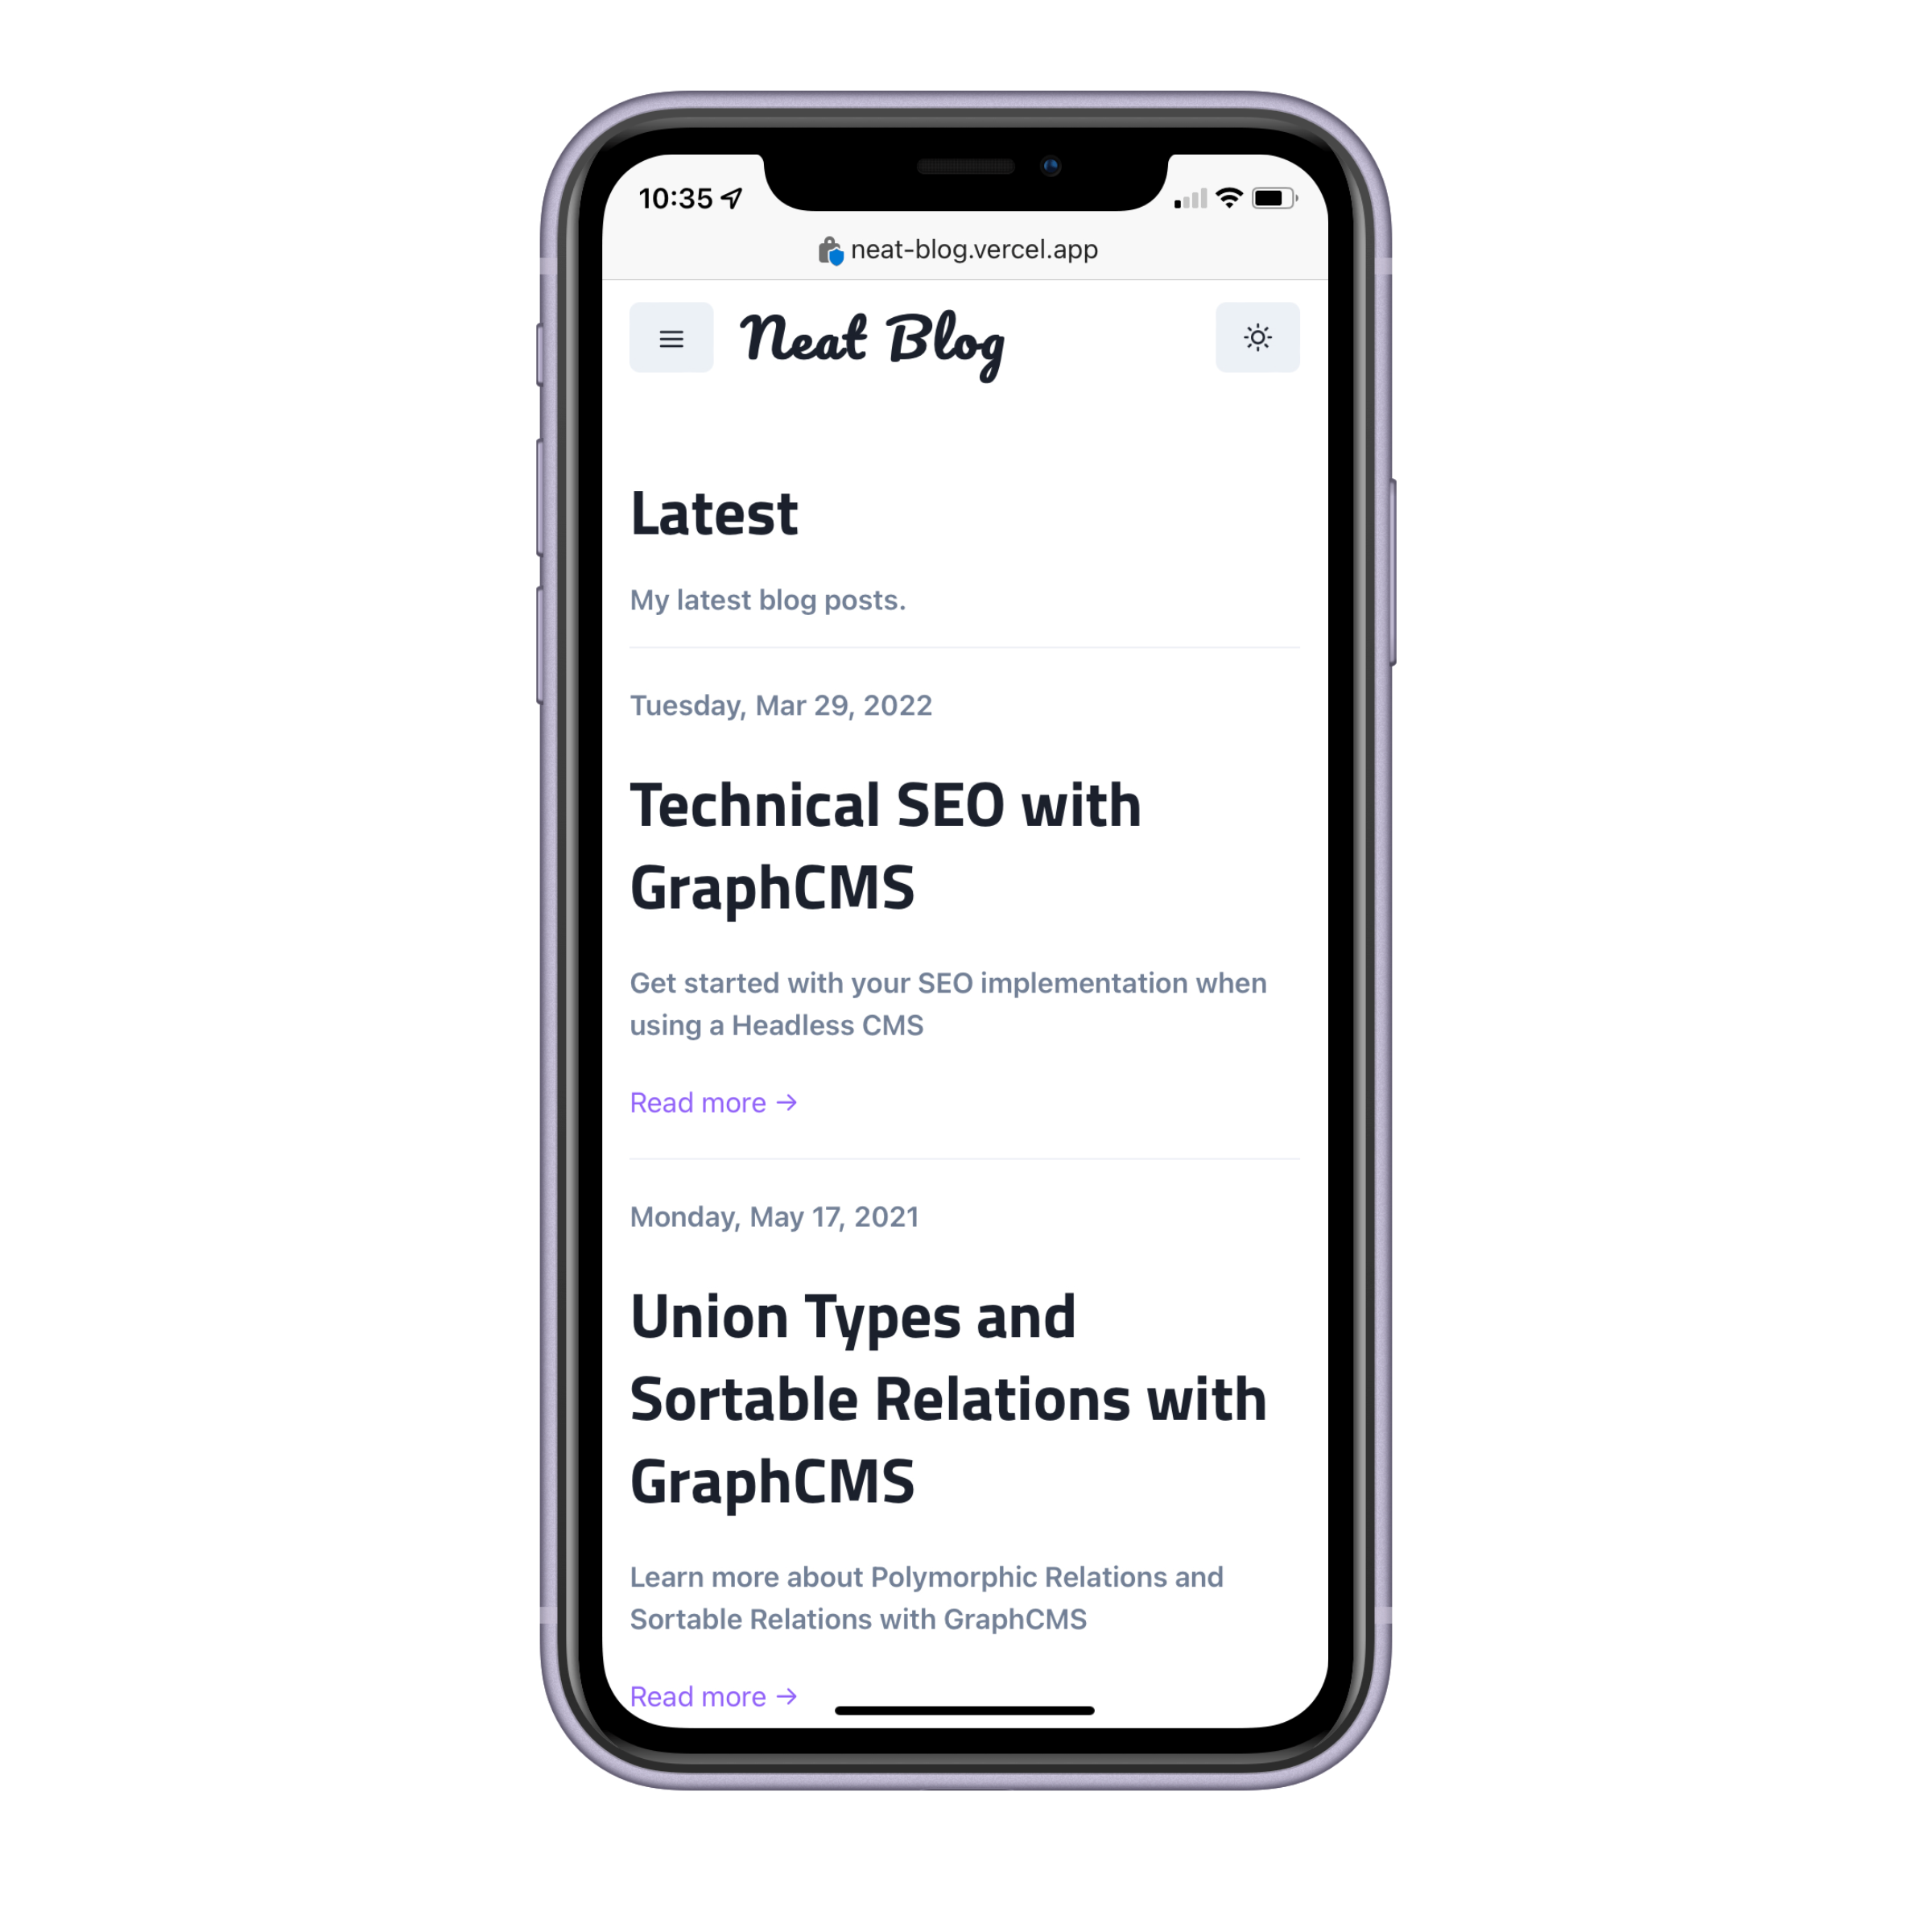 10:35
neat-blog.vercel.app
Neat Blog
Latest
My latest blog posts.
Tuesday, Mar 29, 2022
Technical SEO with
GraphCMS
Get started with your SEO implementation when
using a Headless CMS
Read more →
Monday, May 17, 2021
Union Types and
Sortable Relations with
GraphCMS
Learn more about Polymorphic Relations and
Sortable Relations with GraphCMS
Read more →